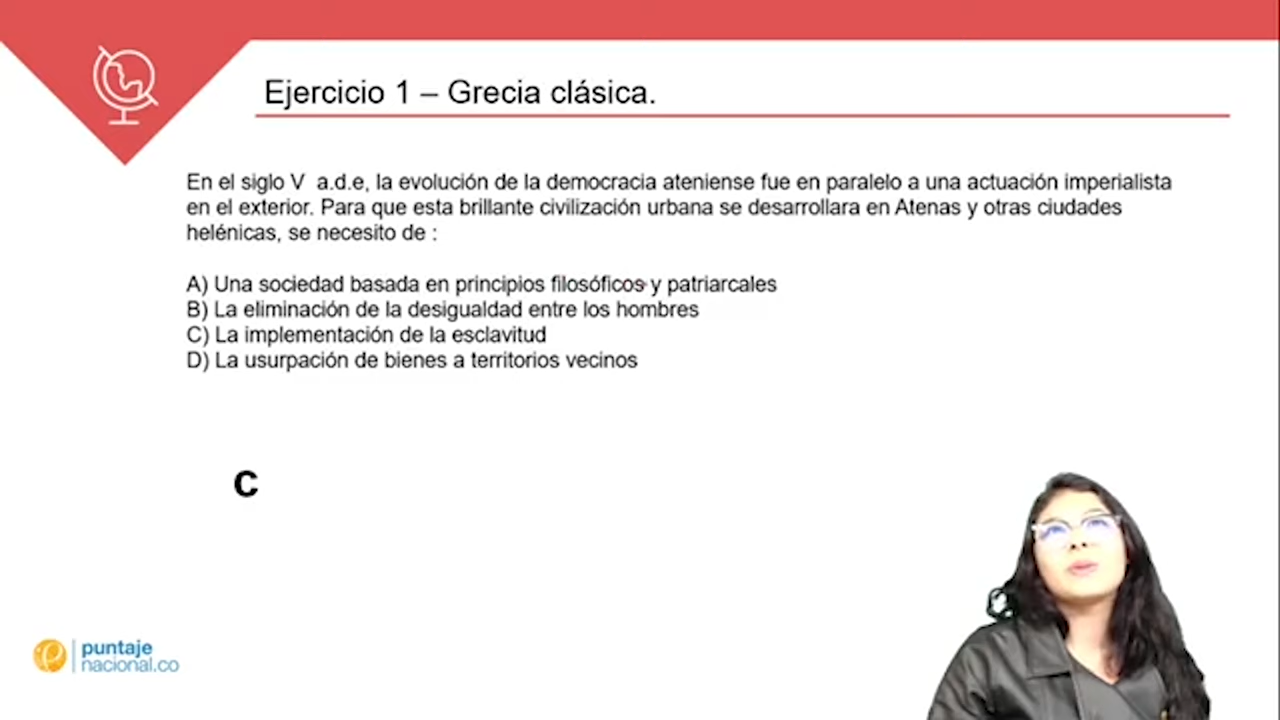 Ejercicio 1 – Grecia clásica.
En el siglo V a.d.e, la evolución de la democracia ateniense fue en paralelo a una actuación imperialista
en el exterior. Para que esta brillante civilización urbana se desarrollara en Atenas y otras ciudades
helénicas, se necesito de :
A) Una sociedad basada en principios filosóficos y patriarcales
B) La eliminación de la desigualdad entre los hombres
C) La implementación de la esclavitud
D) La usurpación de bienes a territorios vecinos
C
puntaje
nacional.co